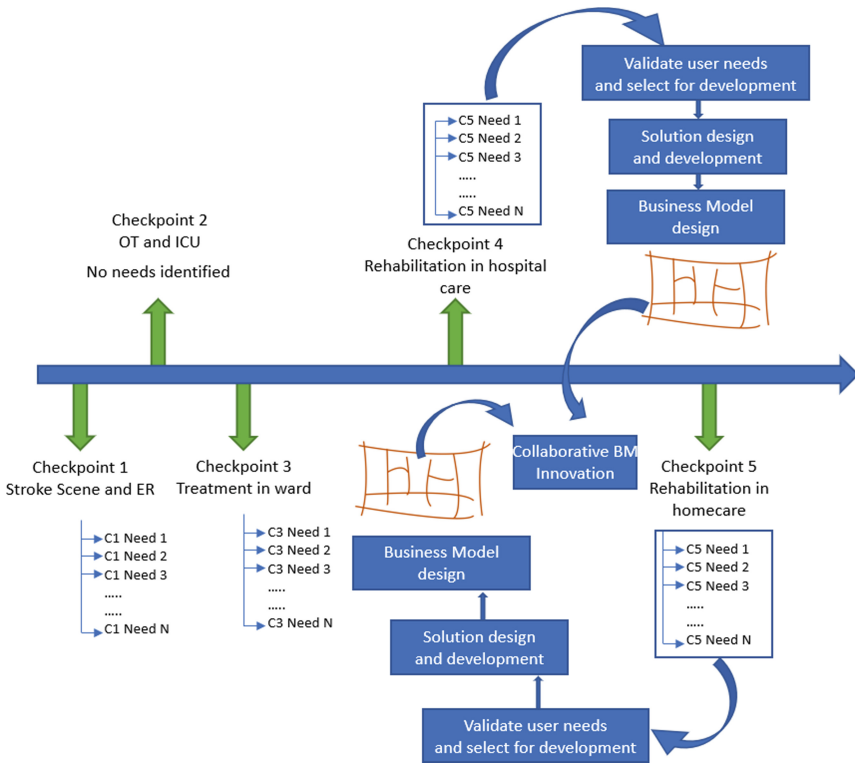 Validate user needs
and select for development
Solution design
and development
Business Model
design
C5 Need 1
C5 Need 2
C5 Need 3
.....
.....
C5 Need N
Checkpoint 2
OT and ICU
No needs identified
Checkpoint 4
Rehabilitation in hospital
care
Checkpoint 1
Stroke Scene and ER
C1 Need 1
C1 Need 2
C1 Need 3
.....
.....
C1 Need N
Checkpoint 3
Treatment in ward
C3 Need 1
C3 Need 2
C3 Need 3
.....
.....
C3 Need N
Collaborative BM
Innovation
Checkpoint 5
Rehabilitation in
homecare
C5 Need 1
C5 Need 2
C5 Need 3
.....
.....
C5 Need N
Business Model
design
Solution design
and development
Validate user needs
and select for development